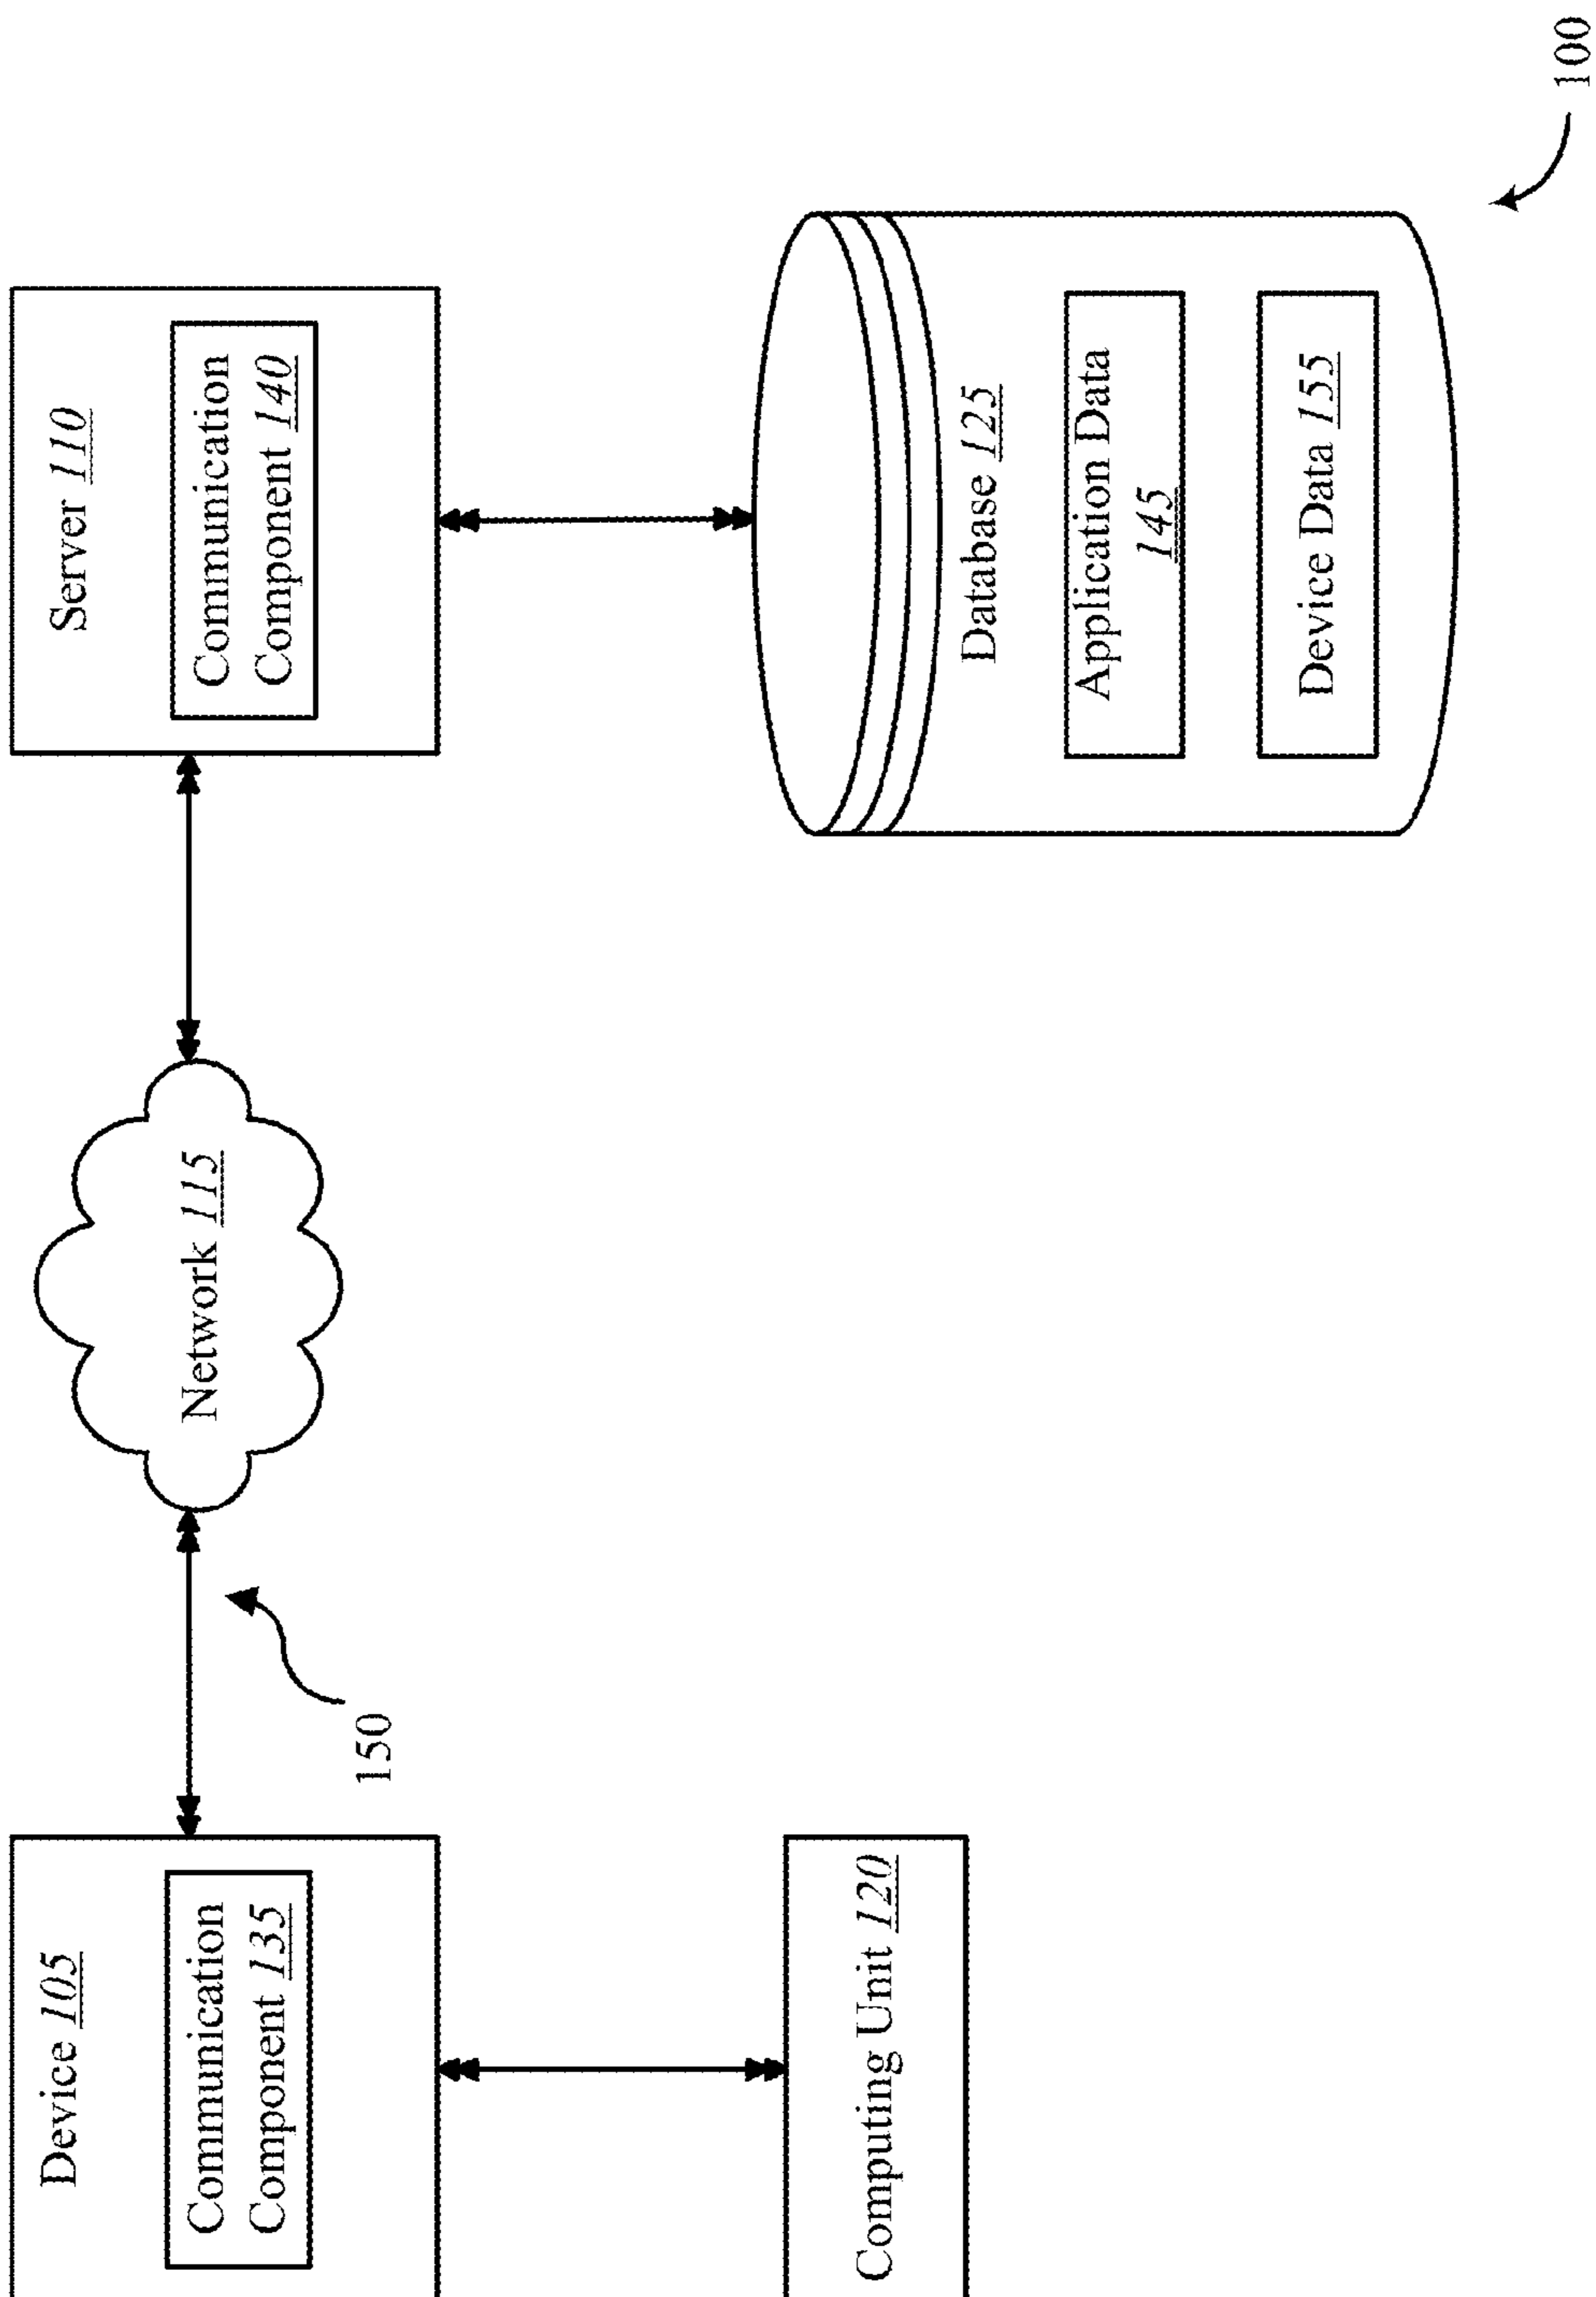 Device 105
Communication
Component 135
150
Network 115
Server 110
Communication
Component 140
Computing Unit 120
Database 125
Application Data
145
Device Data 155
100